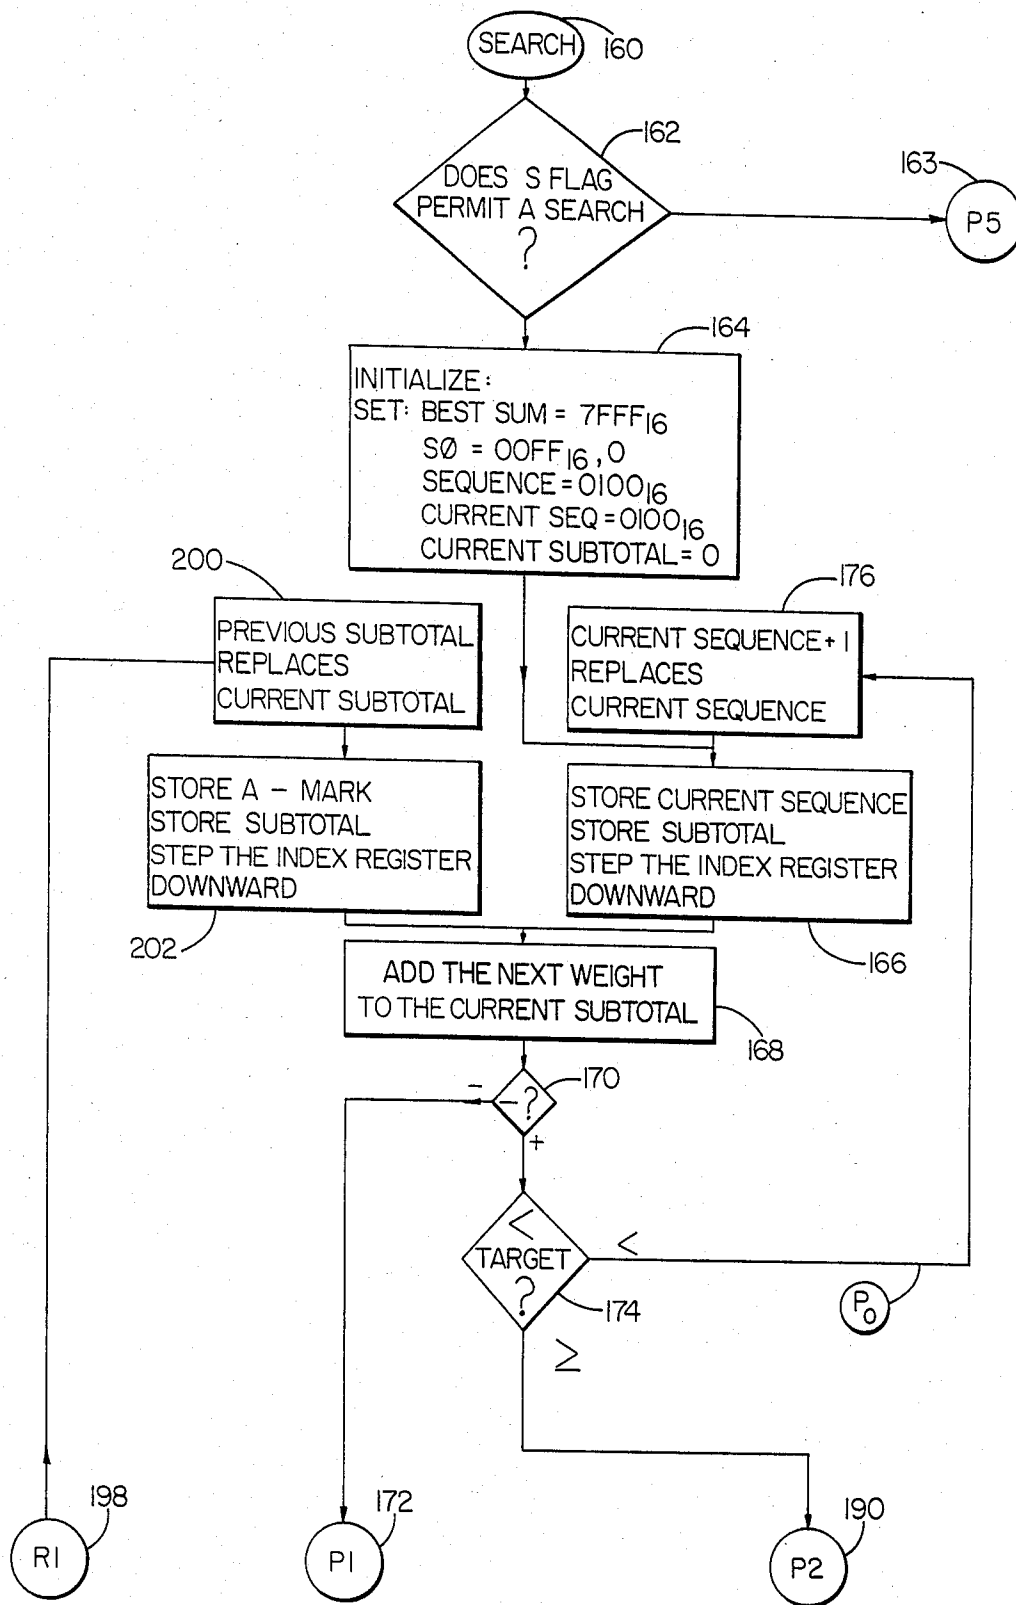 SEARCH
160
162
DOES S FLAG
PERMIT A SEARCH
?
163
P5
164
INITIALIZE:
SET: BEST SUM = 7FFF16
SØ = 00FF16, 0
SEQUENCE = 010016
CURRENT SEQ = 010016
CURRENT SUBTOTAL = 0
200
PREVIOUS SUBTOTAL
REPLACES
CURRENT SUBTOTAL
176
CURRENT SEQUENCE + 1
REPLACES
CURRENT SEQUENCE
STORE A – MARK
STORE SUBTOTAL
STEP THE INDEX REGISTER
DOWNWARD
202
STORE CURRENT SEQUENCE
STORE SUBTOTAL
STEP THE INDEX REGISTER
DOWNWARD
166
ADD THE NEXT WEIGHT
TO THE CURRENT SUBTOTAL
168
170
–
– ?
+
<
TARGET
?
174
<
P0
≥
198
R1
172
P1
190
P2